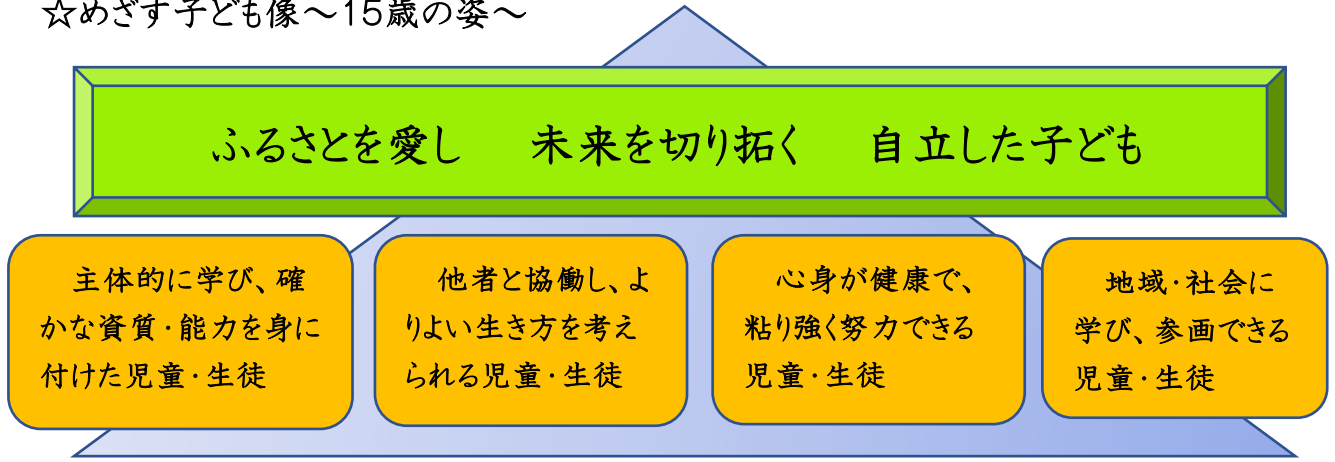 ☆めざす子ども像～15歳の姿～
ふるさとを愛し　未来を切り拓く　自立した子ども
主体的に学び、確
かな資質・能力を身に
付けた児童・生徒
他者と協働し、よ
りよい生き方を考え
られる児童・生徒
心身が健康で、
粘り強く努力できる
児童・生徒
地域・社会に
学び、参画できる
児童・生徒